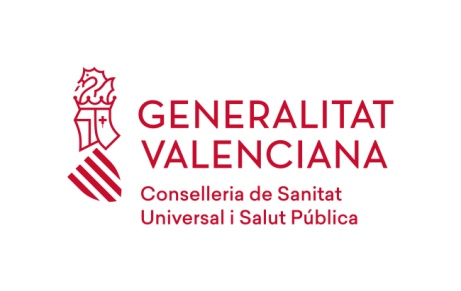 GENERALITAT
VALENCIANA
Conselleria de Sanitat
Universal i Salut Pública